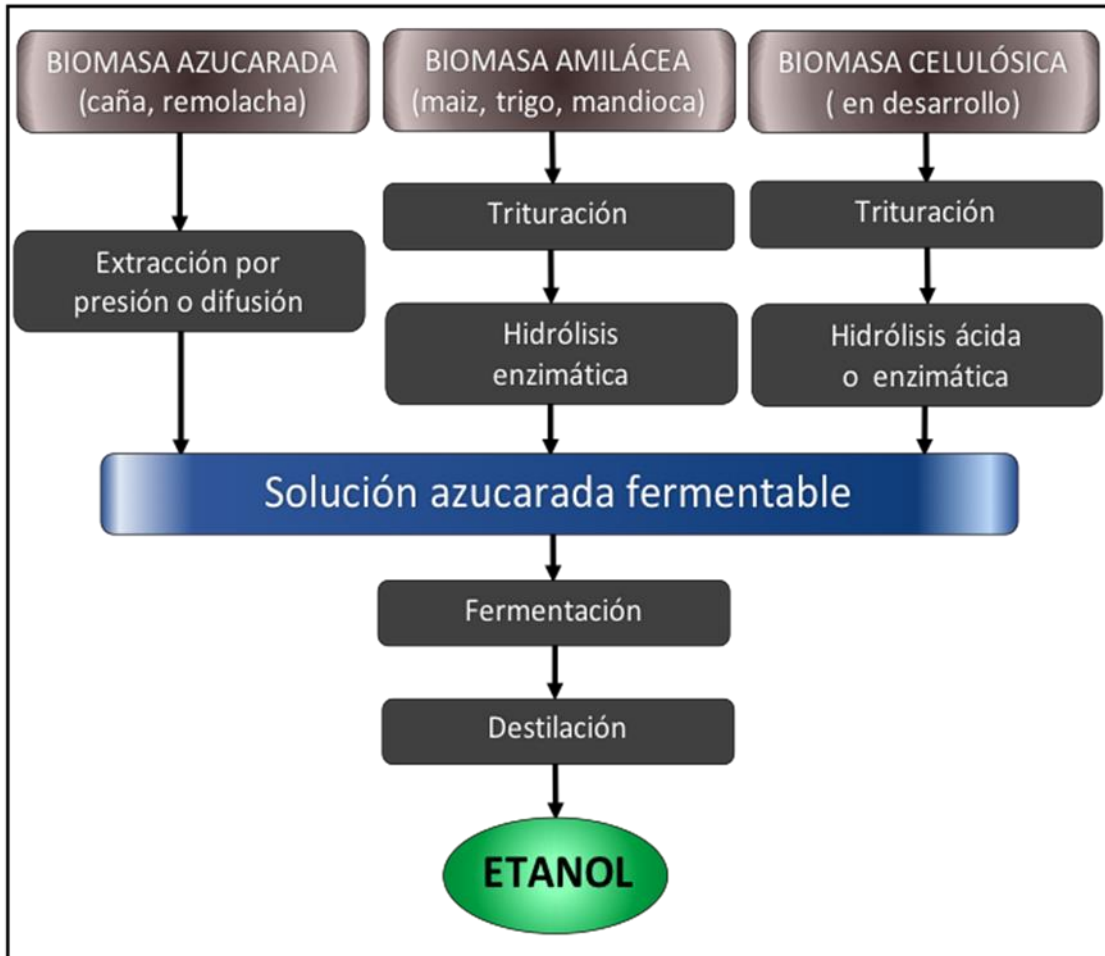 BIOMASA AZUCARADA
(caña, remolacha)
BIOMASA AMILÁCEA
(maiz, trigo, mandioca)
BIOMASA CELULÓSICA
( en desarrollo)
Extracción por
presión o difusión
Trituración
Hidrólisis
enzimática
Trituración
Hidrólisis ácida
o enzimática
Solución azucarada fermentable
Fermentación
Destilación
ETANOL